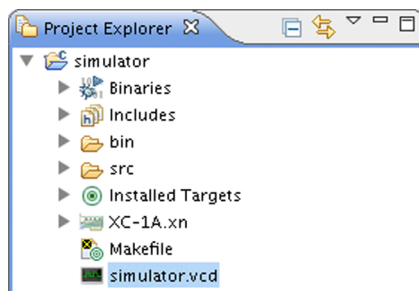 Project Explorer
simulator
Binaries
Includes
bin
src
Installed Targets
XC-1A.xn
Makefile
simulator.vcd